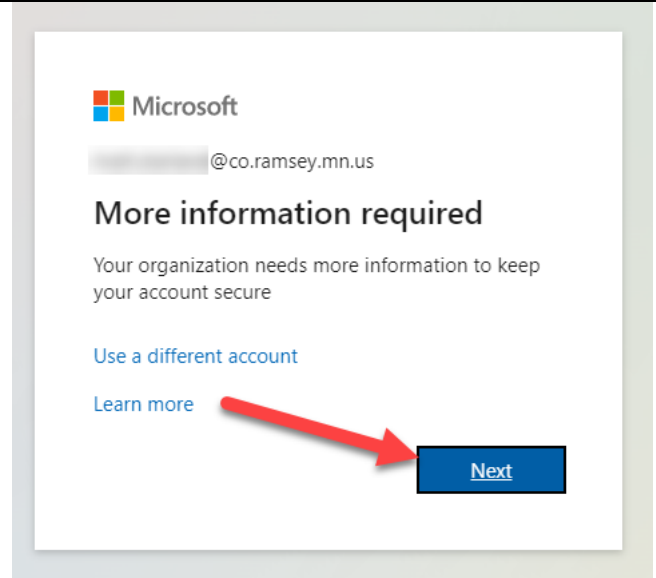 Microsoft
@co.ramsey.mn.us
More information required
Your organization needs more information to keep
your account secure
Use a different account
Learn more
Next